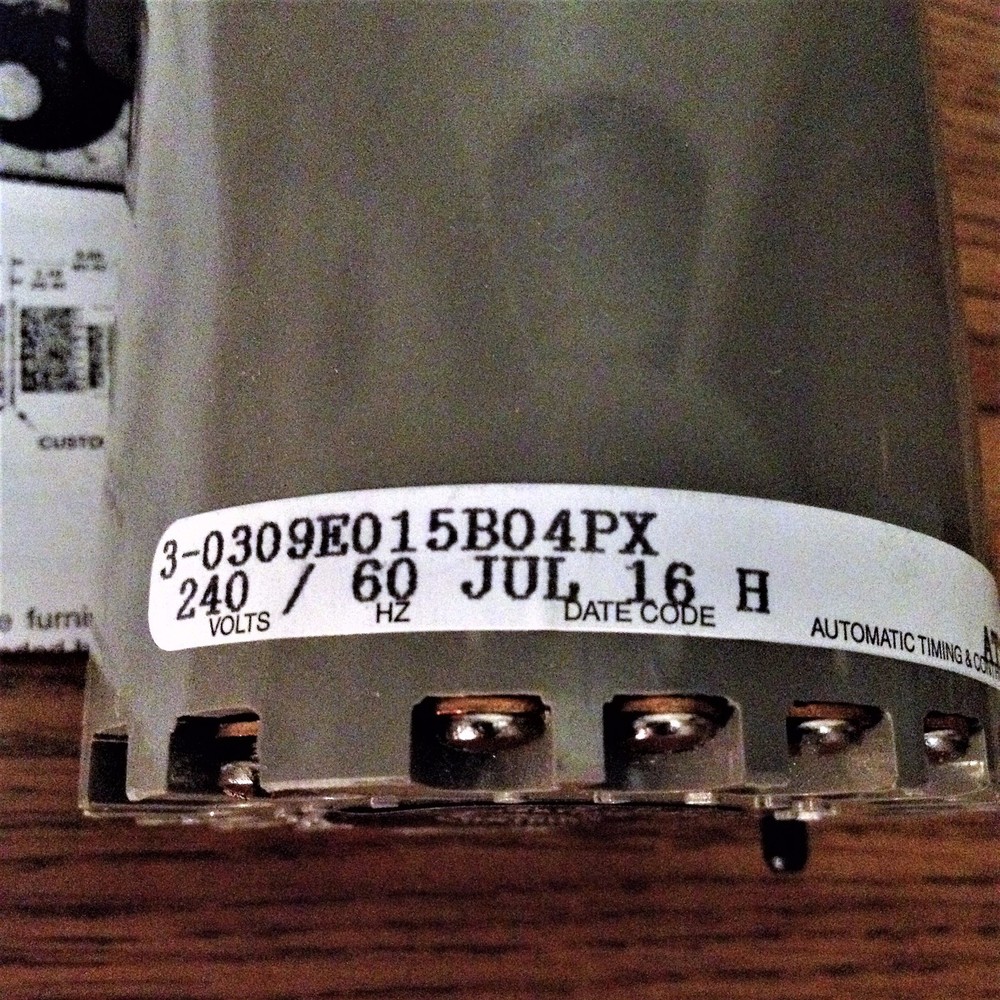 3-0309E015B04PX
240 / 60 JUL 16 H
VOLTS HZ DATE CODE
AUTOMATIC TIMING &
CUSTO
furni